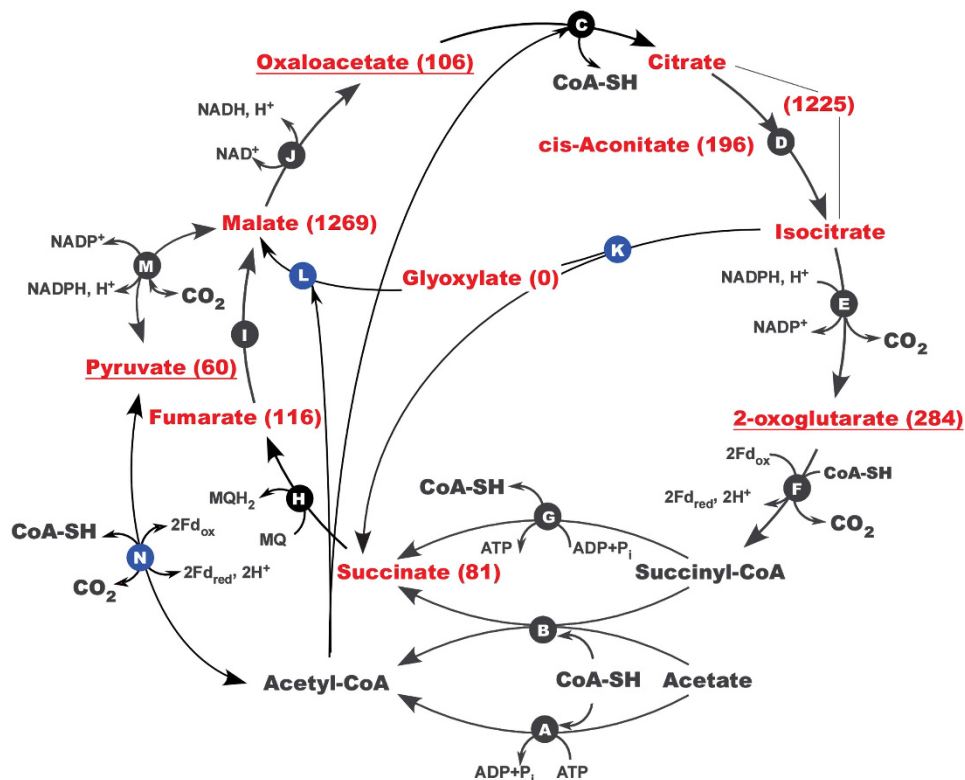 C
Oxaloacetate (106)
Citrate
CoA-SH
(1225)
NADH, H⁺
cis-Aconitate (196)
D
J
NAD⁺
Malate (1269)
Isocitrate
K
NADP⁺
M
L
Glyoxylate (0)
NADPH, H⁺
NADPH, H⁺
CO₂
E
I
NADP⁺
CO₂
Pyruvate (60)
Fumarate (116)
2-oxoglutarate (284)
2Fdox
CoA-SH
CoA-SH
F
MQH₂
H
2Fdred, 2H⁺
G
CO₂
CoA-SH
2Fdox
MQ
ATP
ADP+Pi
N
Succinate (81)
Succinyl-CoA
CO₂
2Fdred, 2H⁺
B
Acetyl-CoA
CoA-SH
Acetate
A
ADP+Pi
ATP